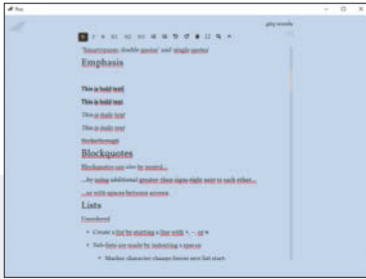 "Smartypants, double quotes" and 'single quotes'
Emphasis
This is bold text
This is bold text
This is italic text
This is italic text
Strikethrough
Blockquotes
Blockquotes can also be nested...
...by using additional greater-than signs right next to each other...
...or with spaces between arrows.
Lists
Unordered
Create a list by starting a line with +, -, or *
Sub-lists are made by indenting 2 spaces:
Marker character change forces new list start: